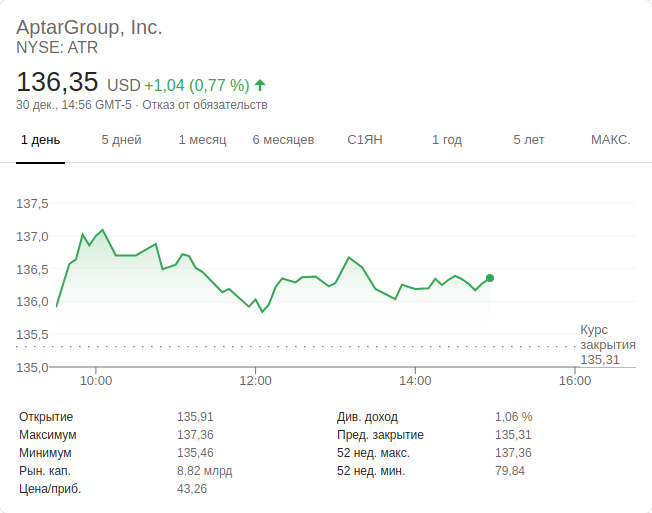 AptarGroup, Inc.
NYSE: ATR
136,35 USD +1,04 (0,77 %)
30 дек., 14:56 GMT-5 · Отказ от обязательств
1 день 5 дней 1 месяц 6 месяцев С1ЯН 1 год 5 лет МАКС.
137,5
137,0
136,5
136,0
135,5
135,0
Курс
закрытия
135,31
10:00 12:00 14:00 16:00
Открытие 135,91 Див. доход 1,06 %
Максимум 137,36 Пред. закрытие 135,31
Минимум 135,46 52 нед. макс. 137,36
Рын. кап. 8,82 млрд 52 нед. мин. 79,84
Цена/приб. 43,26